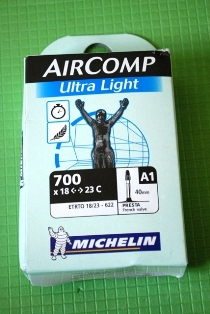 AIRCOMP
Ultra Light
700
x 18 <-> 23 C
A1
40mm
ETRTO 18/23 - 622
PRESTA
French valve
MICHELIN